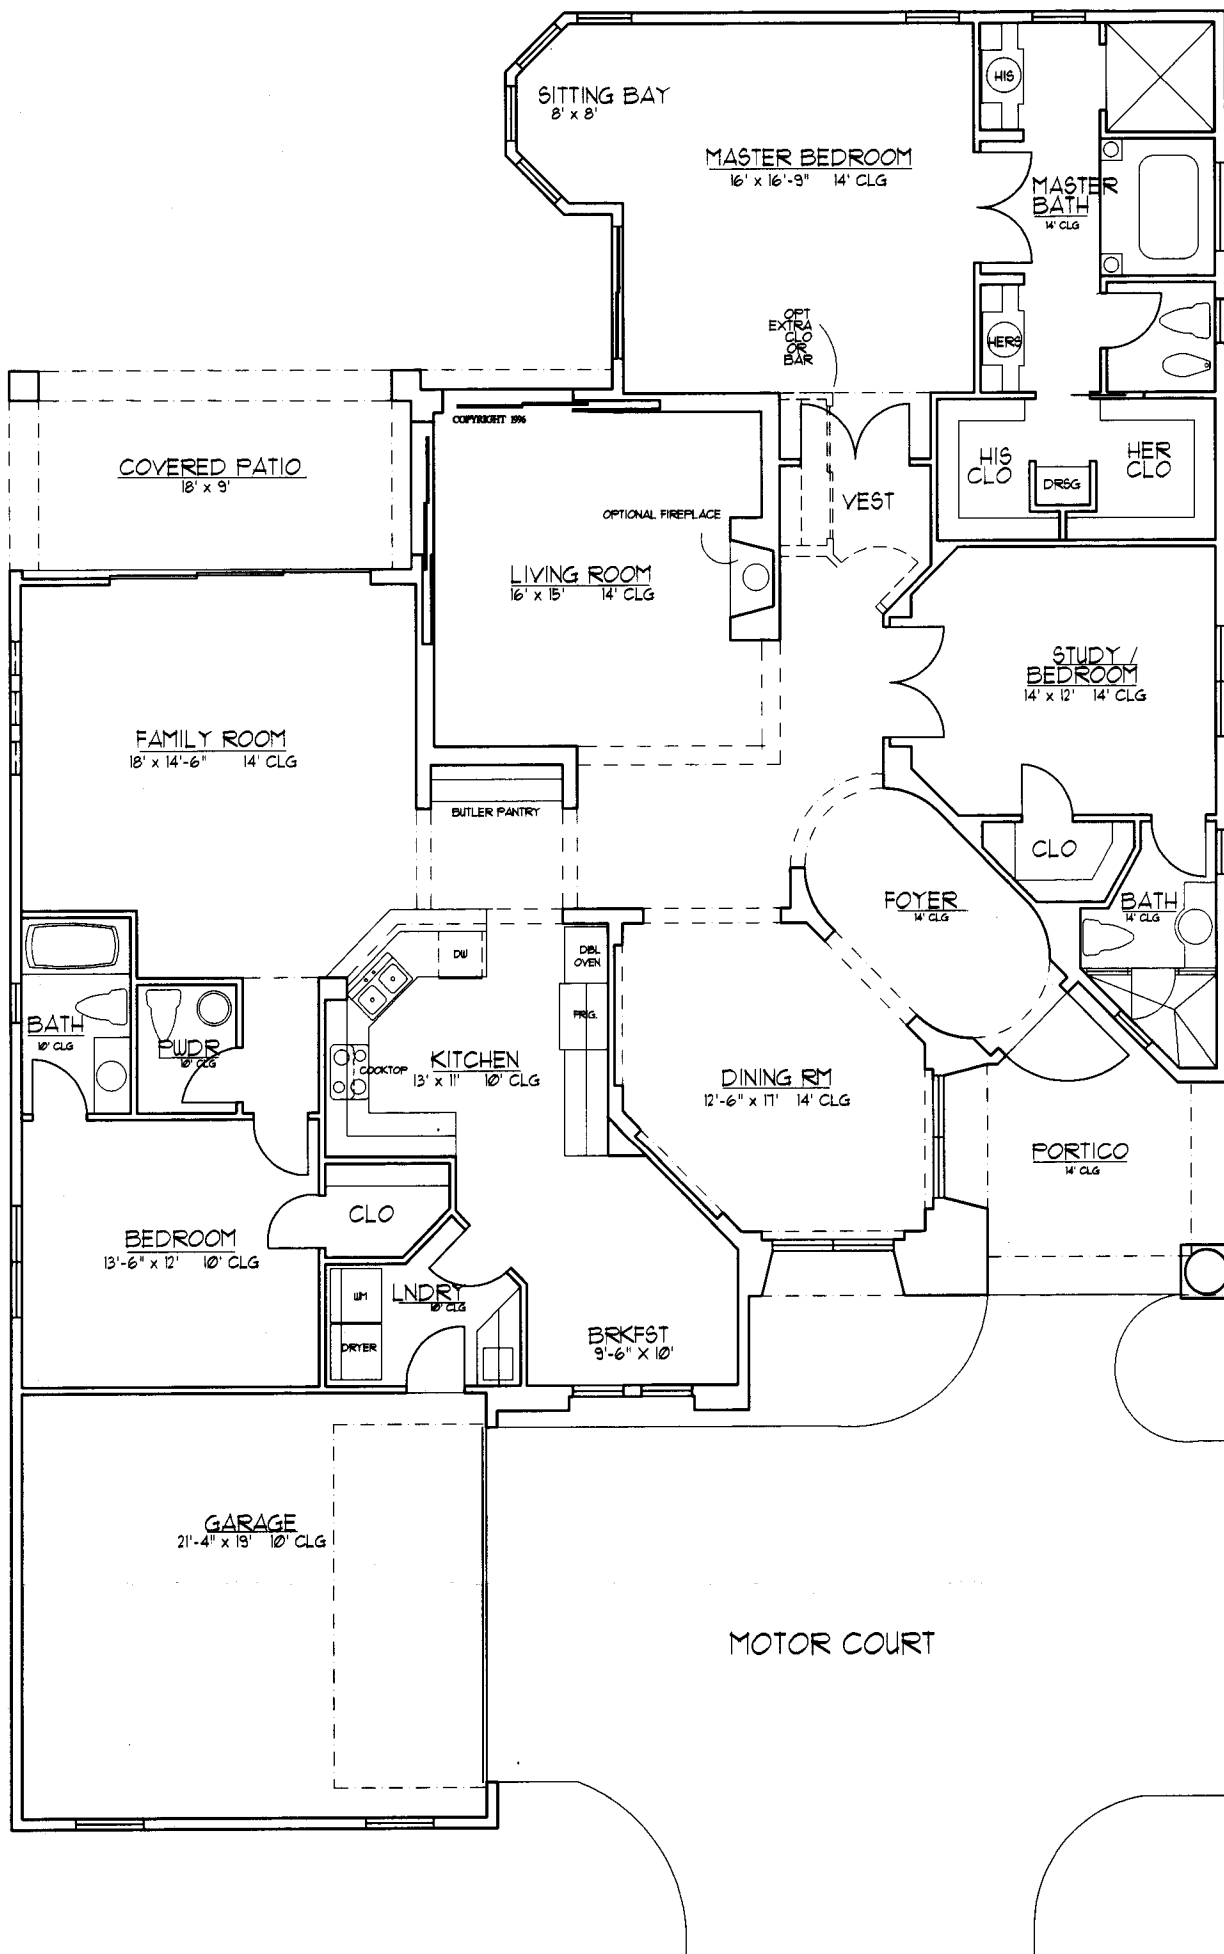 HIS
SITTING BAY
8' x 8'
MASTER BEDROOM
16' x 16'-9" 14' CLG
MASTER
BATH
14' CLG
OPT
EXTRA
CLO
OR
BAR
HERS
COPYRIGHT 1996
COVERED PATIO
18' x 9'
HIS
CLO
HER
CLO
DRSG
VEST
OPTIONAL FIREPLACE
LIVING ROOM
16' x 15' 14' CLG
STUDY /
BEDROOM
14' x 12' 14' CLG
FAMILY ROOM
18' x 14'-6" 14' CLG
BUTLER PANTRY
CLO
FOYER
14' CLG
BATH
14' CLG
DW
DBL
OVEN
FRIG.
BATH
10' CLG
PWDR
10' CLG
COOKTOP
KITCHEN
13' x 11' 10' CLG
DINING RM
12'-6" x 17' 14' CLG
PORTICO
14' CLG
CLO
BEDROOM
13'-6" x 12' 10' CLG
WM
LNDRY
10' CLG
DRYER
BRKFST
9'-6" X 10'
GARAGE
21'-4" x 19' 10' CLG
MOTOR COURT